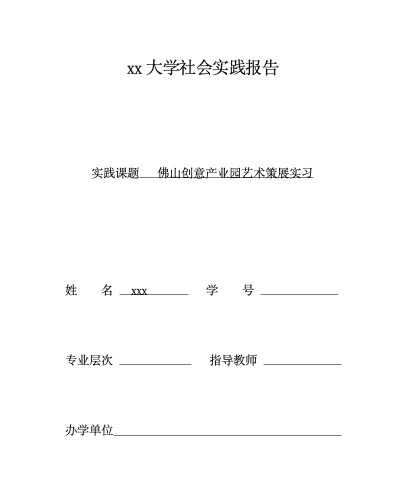 xx 大学社会实践报告
实践课题 佛山创意产业园艺术策展实习
姓 名 xxx 学 号
专业层次 指导教师
办学单位